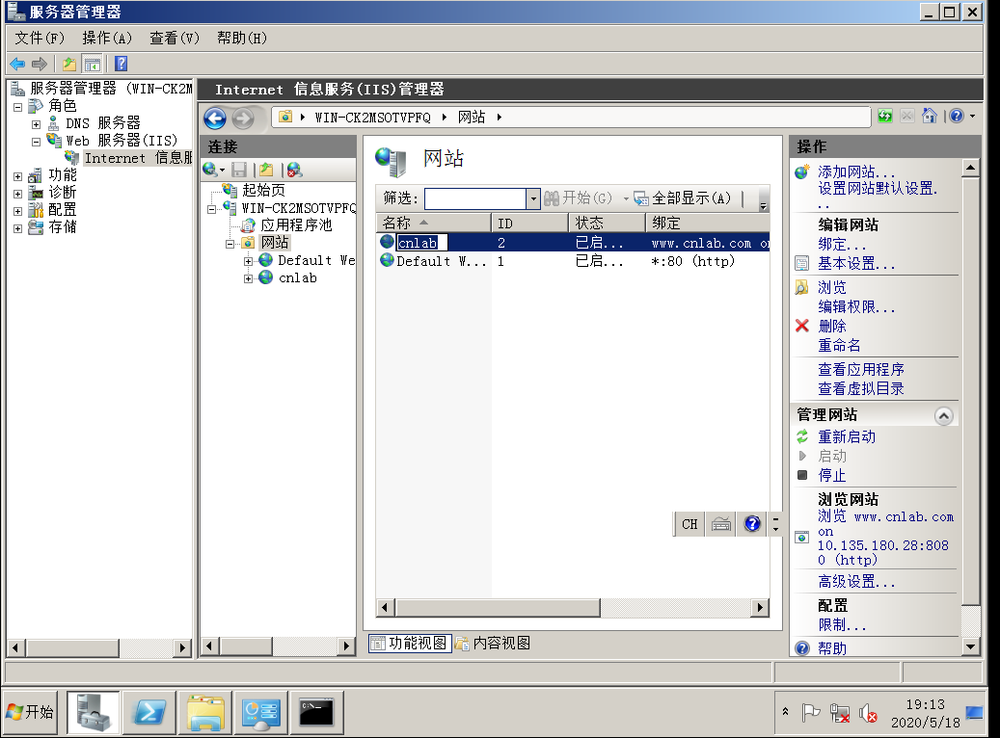 服务器管理器
文件(F) 操作(A) 查看(V) 帮助(H)
服务器管理器 (WIN-CK2M
角色
DNS 服务器
Web 服务器(IIS)
Internet 信息服
功能
诊断
配置
存储
Internet 信息服务(IIS)管理器
WIN-CK2MSOTVPFQ 网站
连接
起始页
WIN-CK2MSOTVPFQ
应用程序池
网站
Default We
cnlab
网站
筛选: 开始(G) 全部显示(A)
名称 ID 状态 绑定
cnlab 2 已启... www.cnlab.com on
Default W... 1 已启... *:80 (http)
CH
功能视图 内容视图
操作
添加网站...
设置网站默认设置.
..
编辑网站
绑定...
基本设置...
浏览
编辑权限...
删除
重命名
查看应用程序
查看虚拟目录
管理网站
重新启动
启动
停止
浏览网站
浏览 www.cnlab.com
on
10.135.180.28:808
0 (http)
高级设置...
配置
限制...
帮助
开始
19:13
2020/5/18